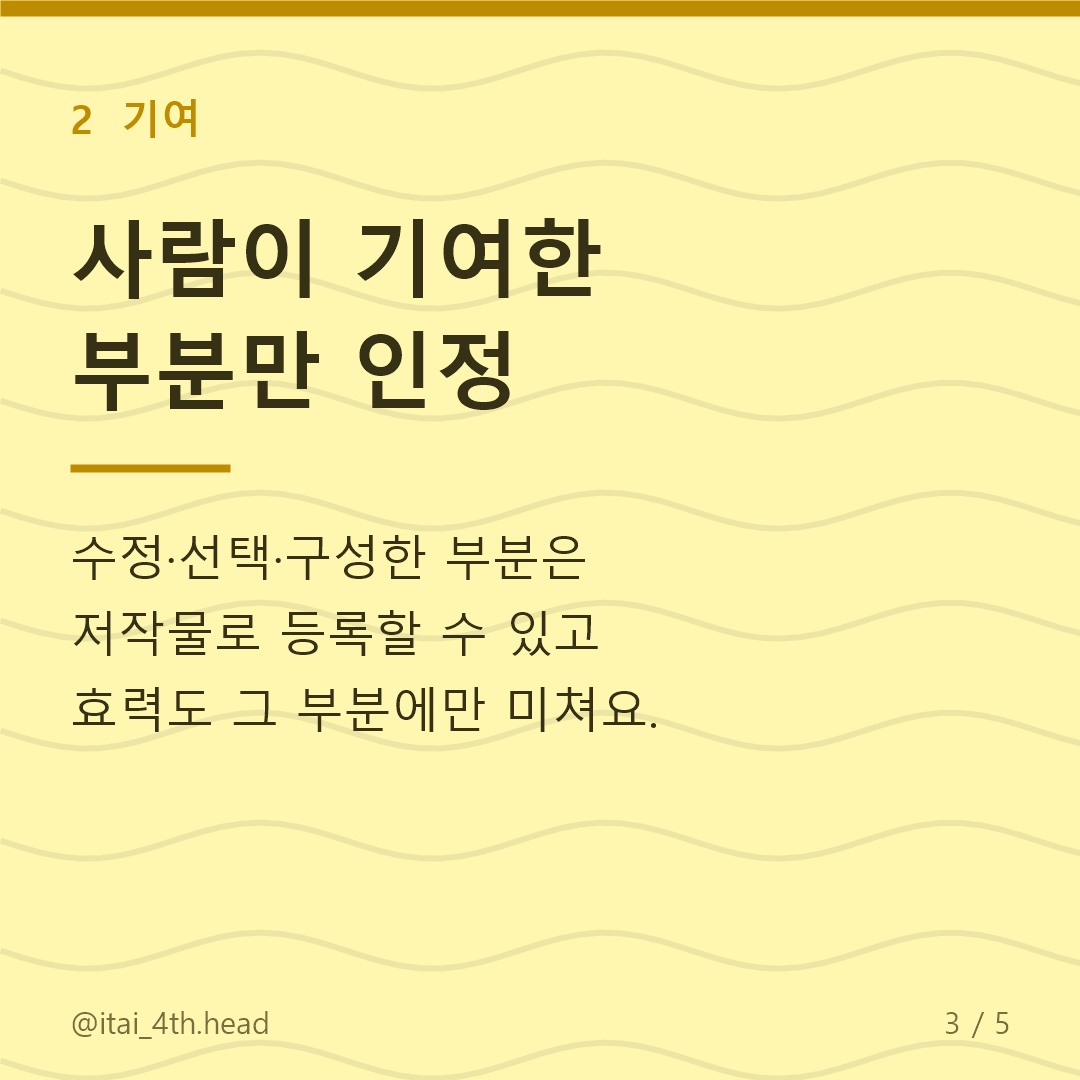 2 기여
사람이 기여한
부분만 인정
수정·선택·구성한 부분은
저작물로 등록할 수 있고
효력도 그 부분에만 미쳐요.
@itai_4th.head
3 / 5